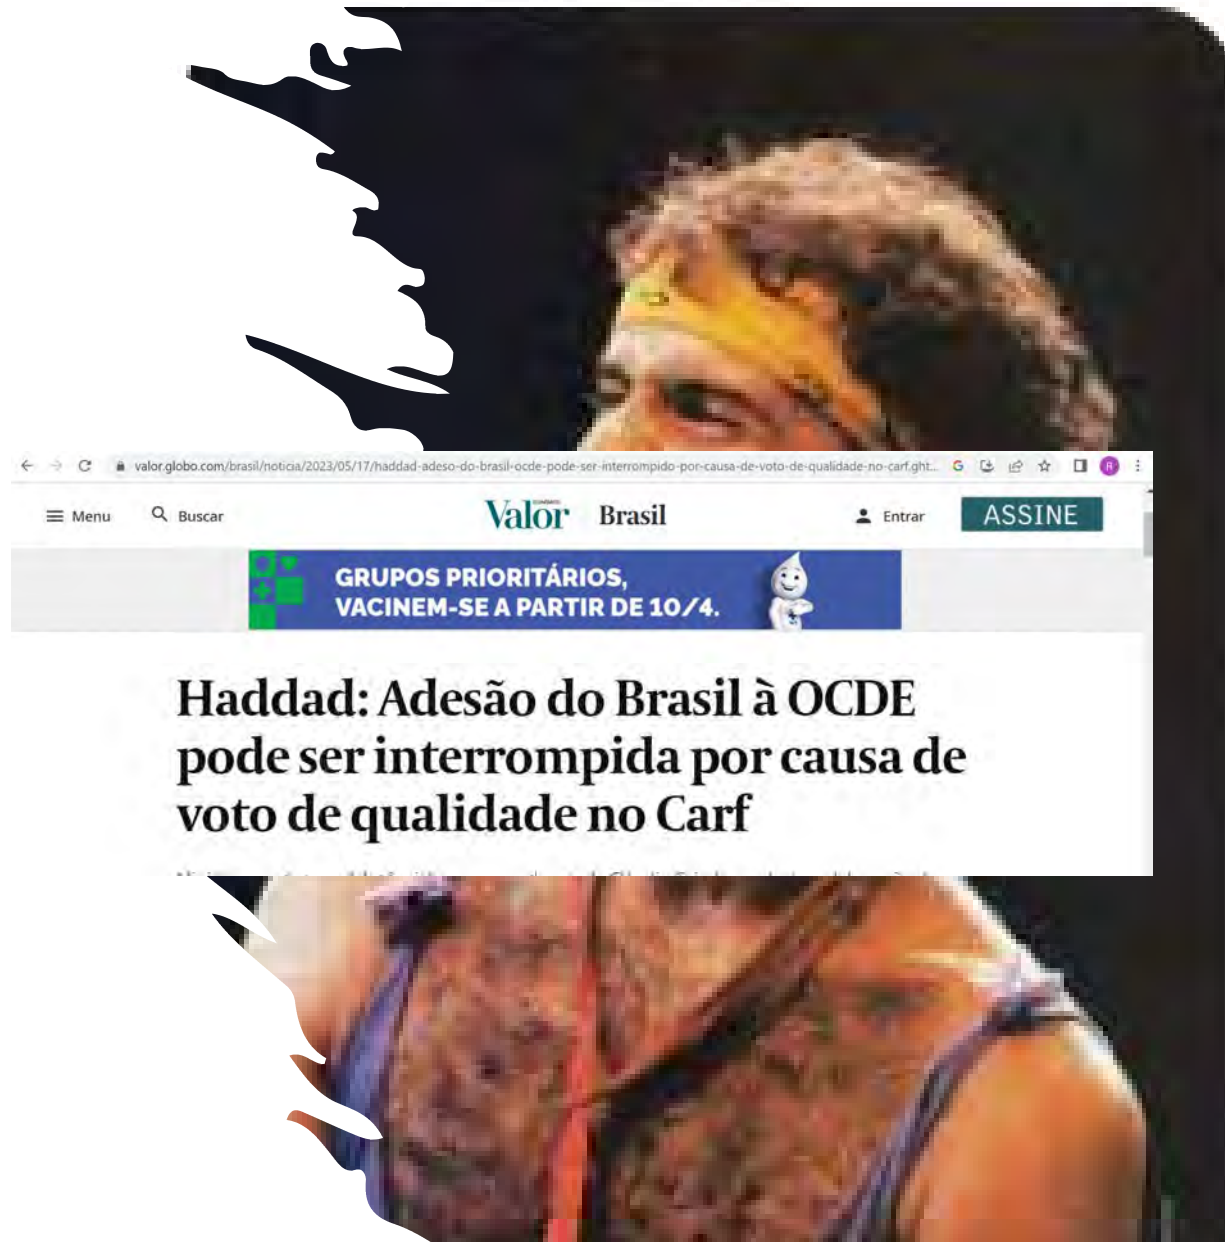 valor.globo.com/brasil/noticia/2023/05/17/haddad-adeso-do-brasil-ocde-pode-ser-interrompido-por-causa-de-voto-de-qualidade-no-carf.ght...
Menu Buscar Valor Brasil Entrar ASSINE
GRUPOS PRIORITÁRIOS,
VACINEM-SE A PARTIR DE 10/4.
Haddad: Adesão do Brasil à OCDE
pode ser interrompida por causa de
voto de qualidade no Carf